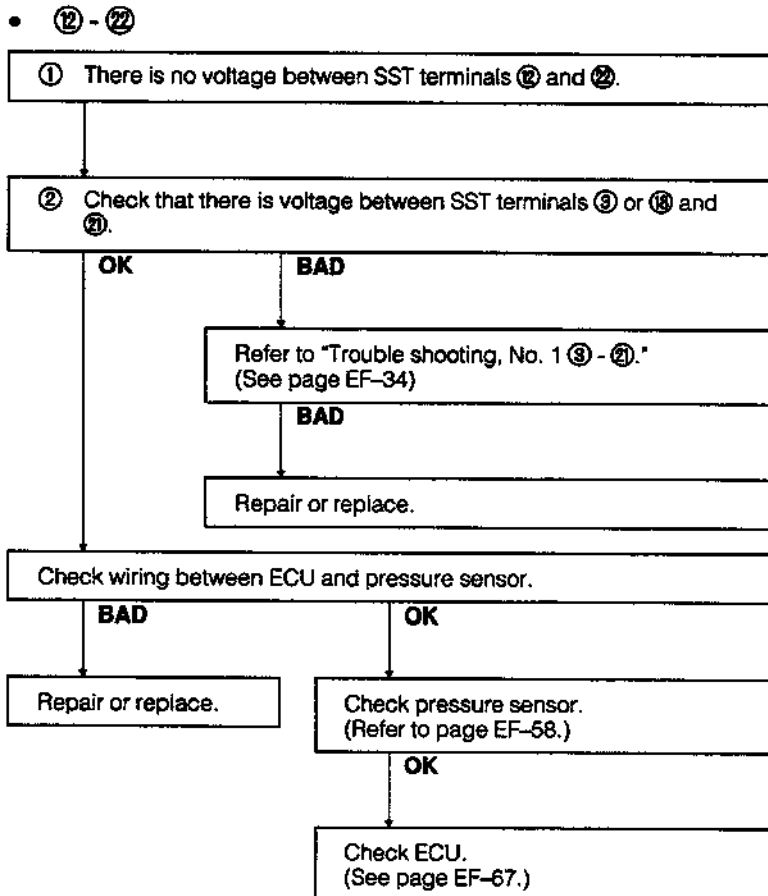 • ⑫ - ㉒
① There is no voltage between SST terminals ⑫ and ㉒.
② Check that there is voltage between SST terminals ③ or ⑱ and
㉑.
OK BAD
Refer to "Trouble shooting, No. 1 ③ - ㉑."
(See page EF–34)
BAD
Repair or replace.
Check wiring between ECU and pressure sensor.
BAD OK
Repair or replace.
Check pressure sensor.
(Refer to page EF–58.)
OK
Check ECU.
(See page EF–67.)